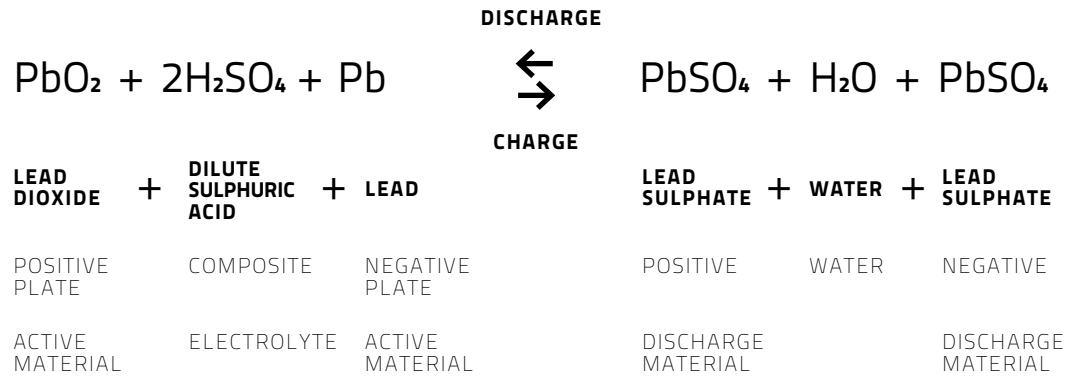 DISCHARGE
PbO₂ + 2H₂SO₄ + Pb ← → PbSO₄ + H₂O + PbSO₄
CHARGE
LEAD DIOXIDE + DILUTE SULPHURIC ACID + LEAD LEAD SULPHATE + WATER + LEAD SULPHATE
POSITIVE PLATE COMPOSITE NEGATIVE PLATE POSITIVE WATER NEGATIVE
ACTIVE MATERIAL ELECTROLYTE ACTIVE MATERIAL DISCHARGE MATERIAL DISCHARGE MATERIAL